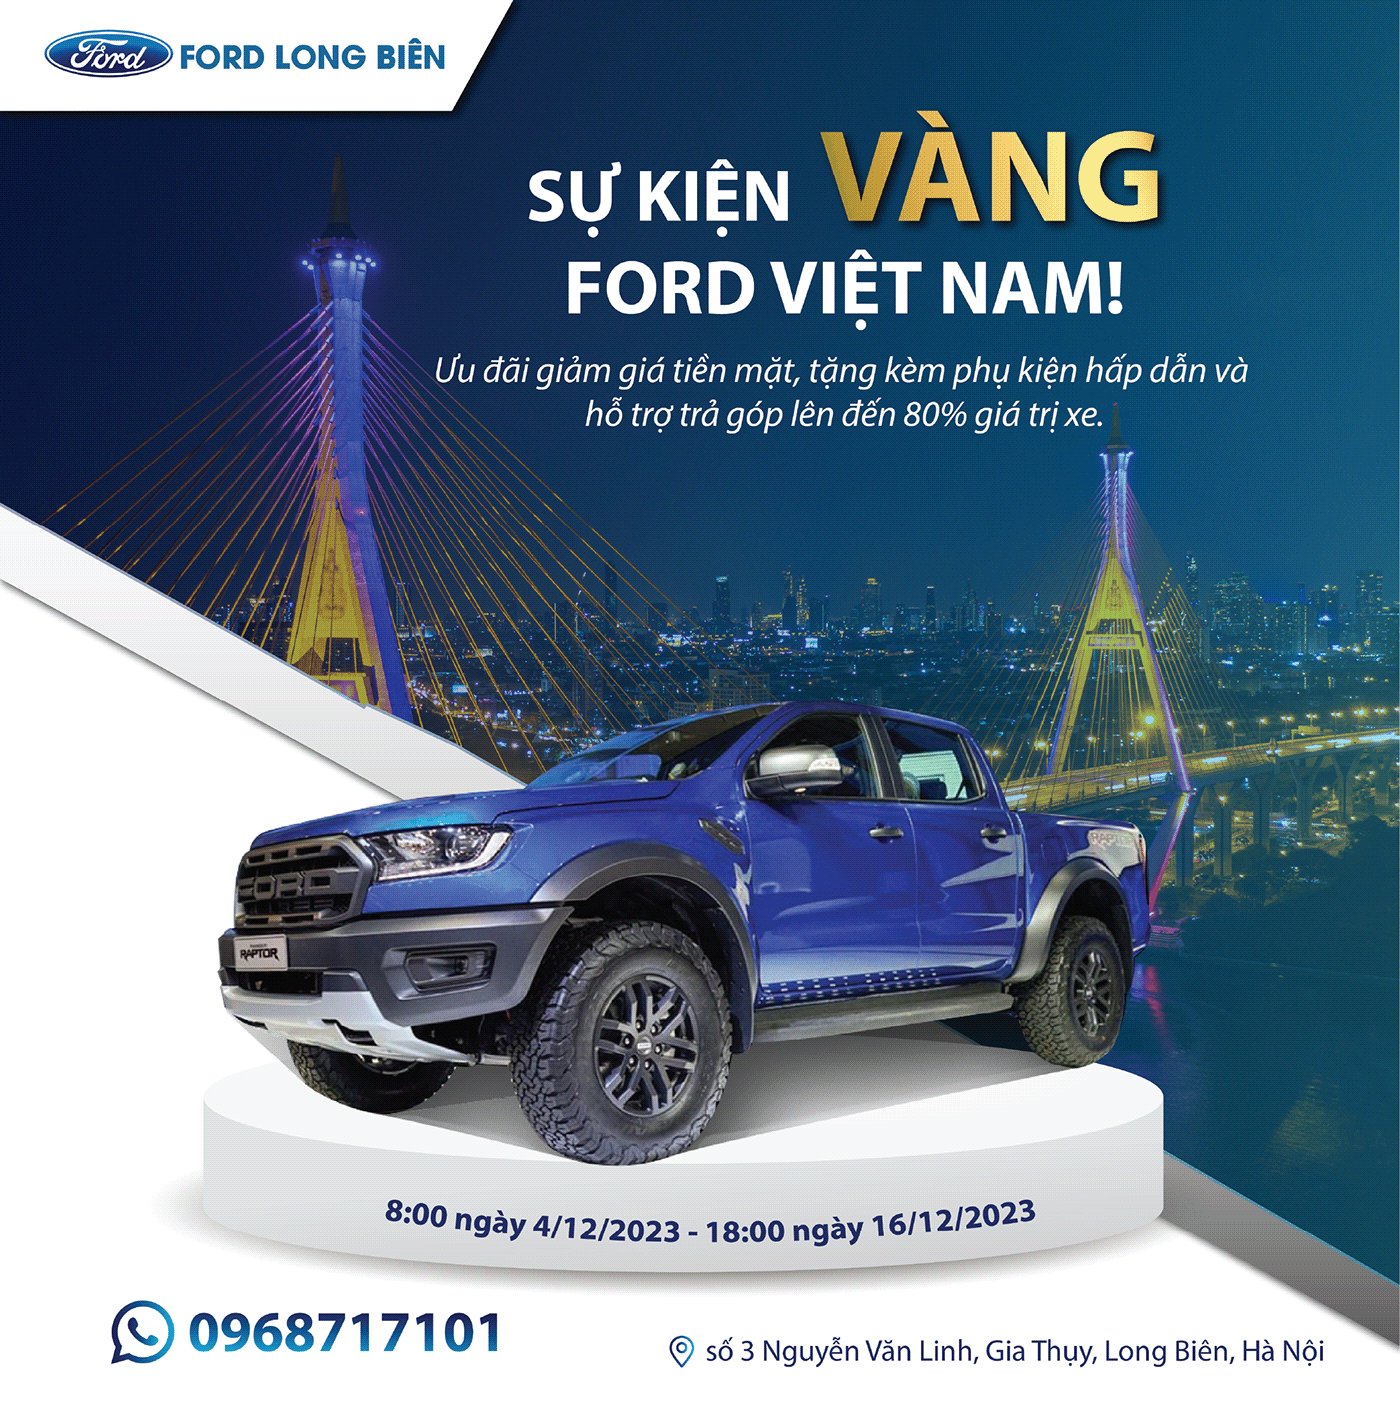 Ford FORD LONG BIÊN
SỰ KIỆN VÀNG
FORD VIỆT NAM!
Ưu đãi giảm giá tiền mặt, tặng kèm phụ kiện hấp dẫn và
hỗ trợ trả góp lên đến 80% giá trị xe.
RAPTOR
FORD
RANGER
RAPTOR
8:00 ngày 4/12/2023 - 18:00 ngày 16/12/2023
0968717101
số 3 Nguyễn Văn Linh, Gia Thụy, Long Biên, Hà Nội